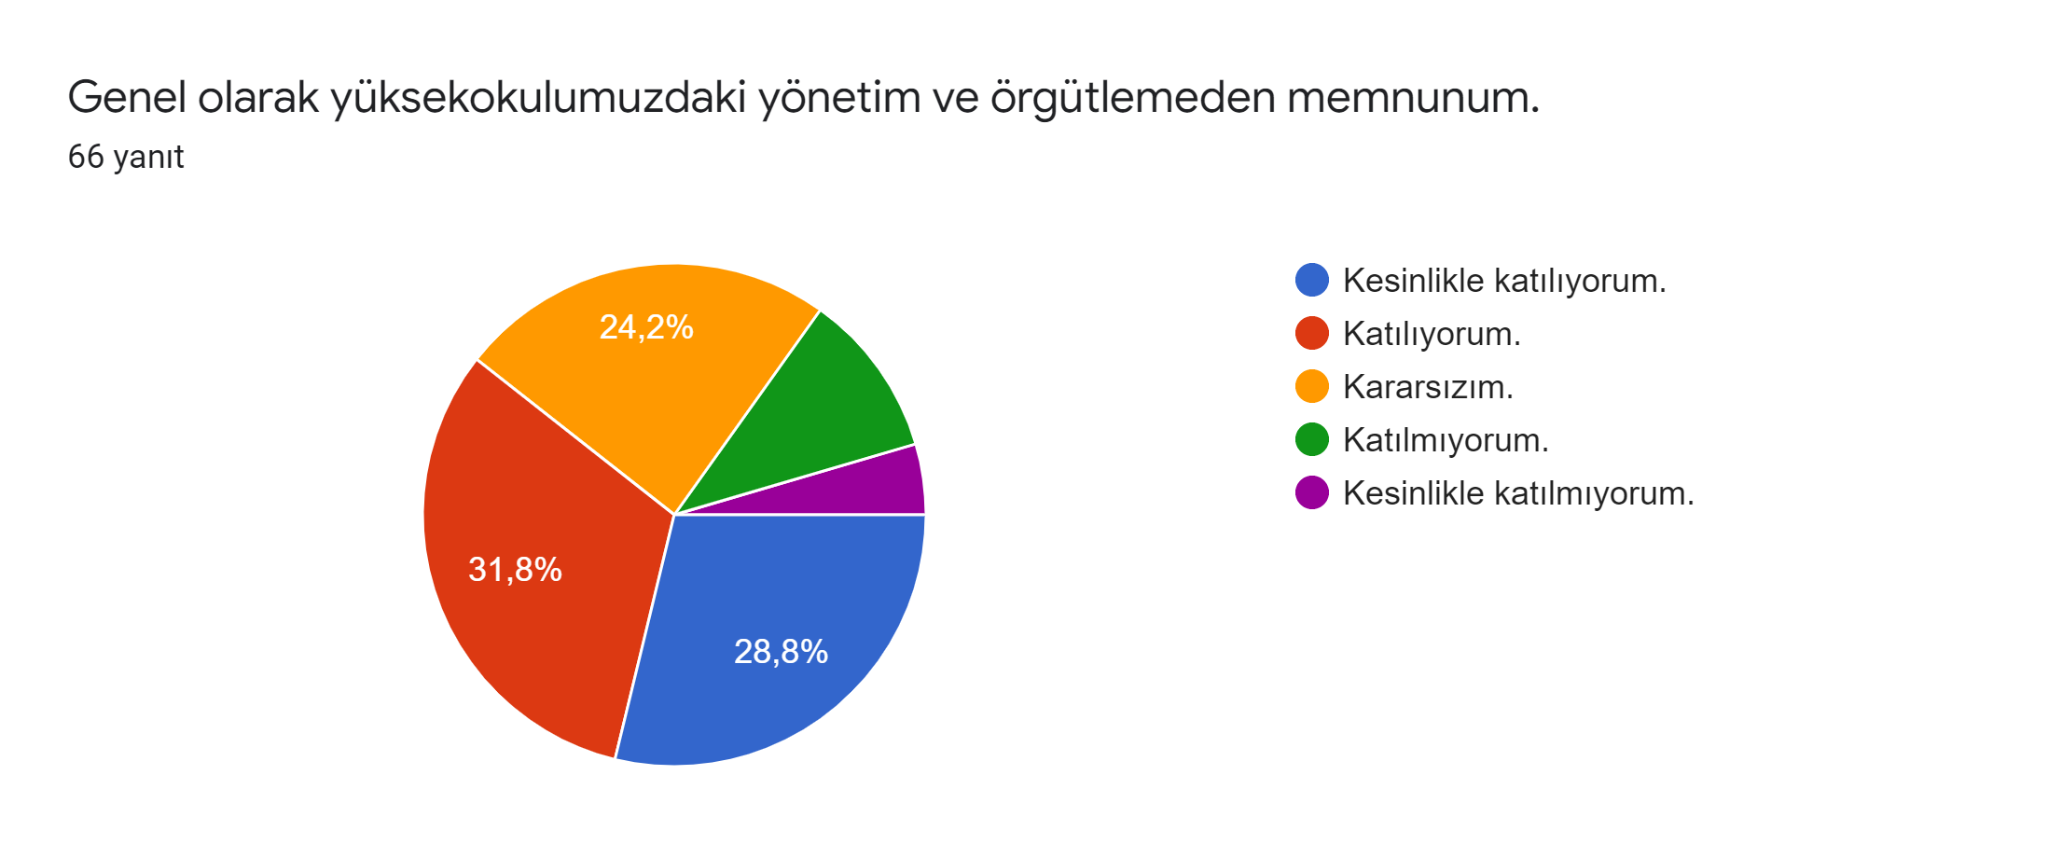 Genel olarak yüksekokulumuzdaki yönetim ve örgütlemeden memnunum.
66 yanıt
24,2%
31,8%
28,8%
Kesinlikle katılıyorum.
Katılıyorum.
Kararsızım.
Katılmıyorum.
Kesinlikle katılmıyorum.